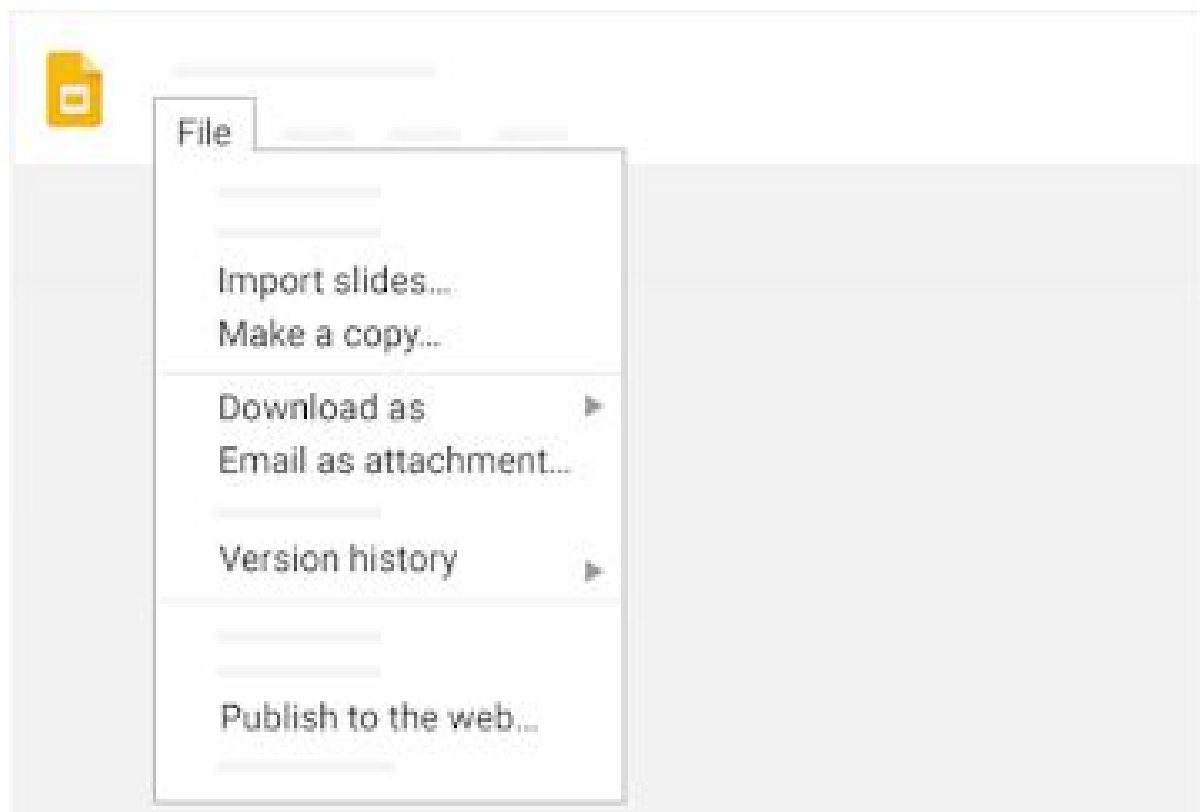 File
Import slides...
Make a copy...
Download as
Email as attachment...
Version history
Publish to the web...